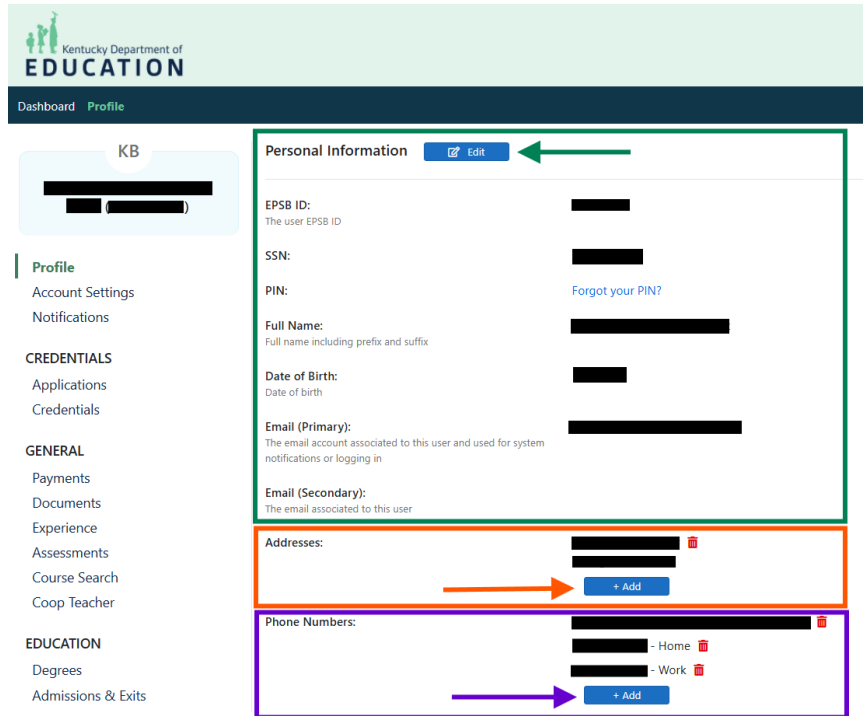 Kentucky Department of
EDUCATION
Dashboard Profile
KB
( )
Profile
Account Settings
Notifications
CREDENTIALS
Applications
Credentials
GENERAL
Payments
Documents
Experience
Assessments
Course Search
Coop Teacher
EDUCATION
Degrees
Admissions & Exits
Personal Information Edit
EPSB ID:
The user EPSB ID
SSN:
PIN: Forgot your PIN?
Full Name:
Full name including prefix and suffix
Date of Birth:
Date of birth
Email (Primary):
The email account associated to this user and used for system
notifications or logging in
Email (Secondary):
The email associated to this user
Addresses:
+ Add
Phone Numbers:
- Home
- Work
+ Add